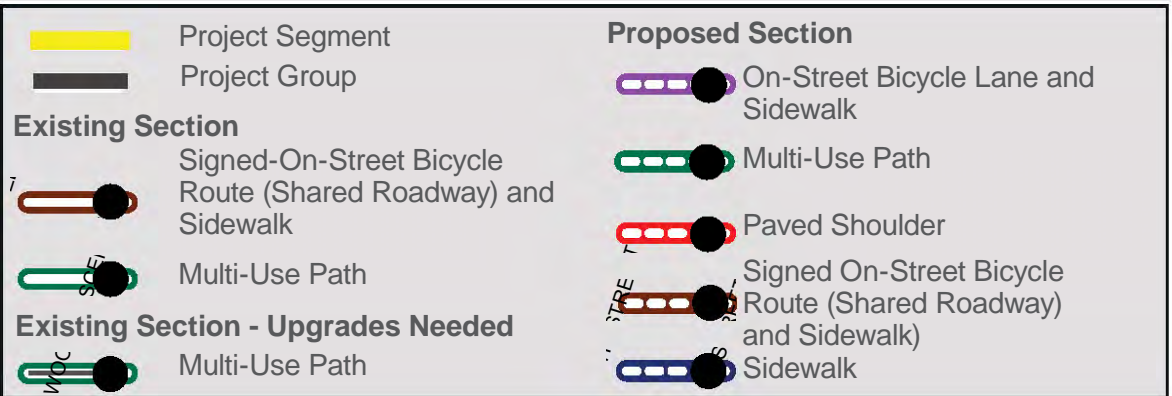 Project Segment
Project Group
Existing Section
Signed-On-Street Bicycle
Route (Shared Roadway) and
Sidewalk
Multi-Use Path
Existing Section - Upgrades Needed
Multi-Use Path
Proposed Section
On-Street Bicycle Lane and
Sidewalk
Multi-Use Path
Paved Shoulder
Signed On-Street Bicycle
Route (Shared Roadway)
and Sidewalk)
Sidewalk